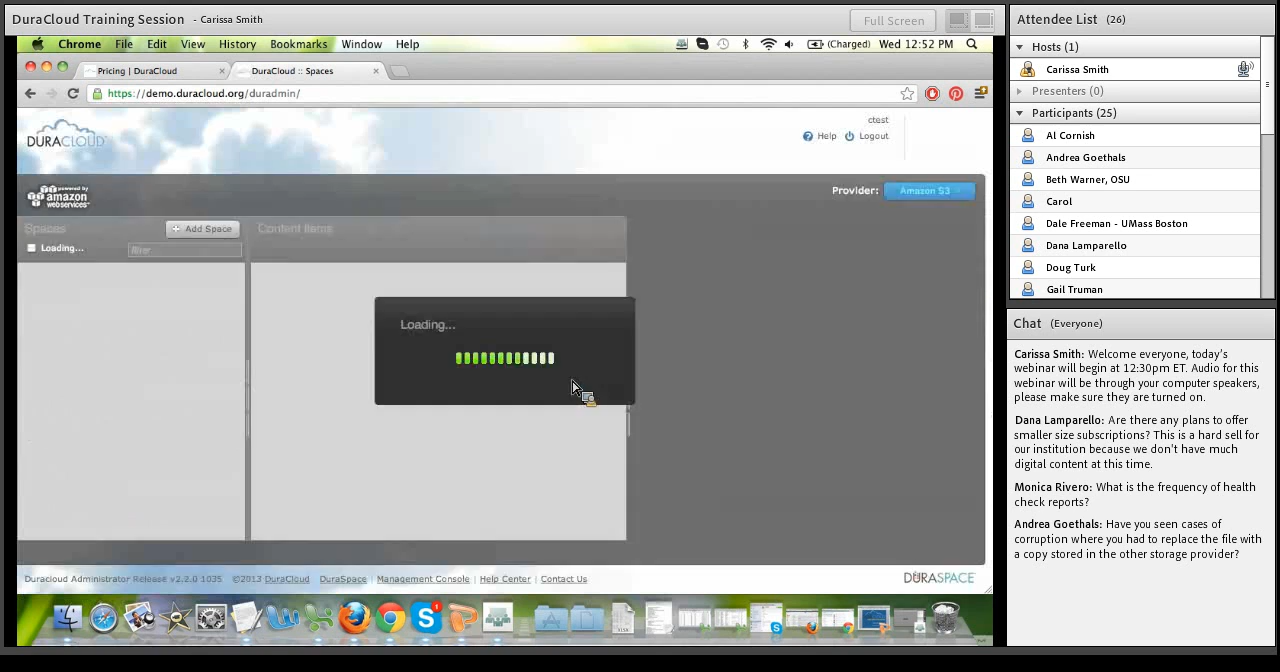 DuraCloud Training Session - Carissa Smith
Full Screen
Chrome File Edit View History Bookmarks Window Help
(Charged) Wed 12:52 PM
Pricing | DuraCloud
DuraCloud :: Spaces
https://demo.duracloud.org/duradmin/
DURACLOUD
ctest
Help Logout
powered by
amazon
webservices
Provider: Amazon S3
Spaces
Add Space
Content Items
Loading...
Loading...
Duracloud Administrator Release v2.2.0 1035 ©2013 DuraCloud DuraSpace | Management Console | Help Center | Contact Us
DURASPACE
Attendee List (26)
Hosts (1)
Carissa Smith
Presenters (0)
Participants (25)
Al Cornish
Andrea Goethals
Beth Warner, OSU
Carol
Dale Freeman - UMass Boston
Dana Lamparello
Doug Turk
Gail Truman
Chat (Everyone)
Carissa Smith: Welcome everyone, today's
webinar will begin at 12:30pm ET. Audio for this
webinar will be through your computer speakers,
please make sure they are turned on.
Dana Lamparello: Are there any plans to offer
smaller size subscriptions? This is a hard sell for
our institution because we don't have much
digital content at this time.
Monica Rivero: What is the frequency of health
check reports?
Andrea Goethals: Have you seen cases of
corruption where you had to replace the file with
a copy stored in the other storage provider?